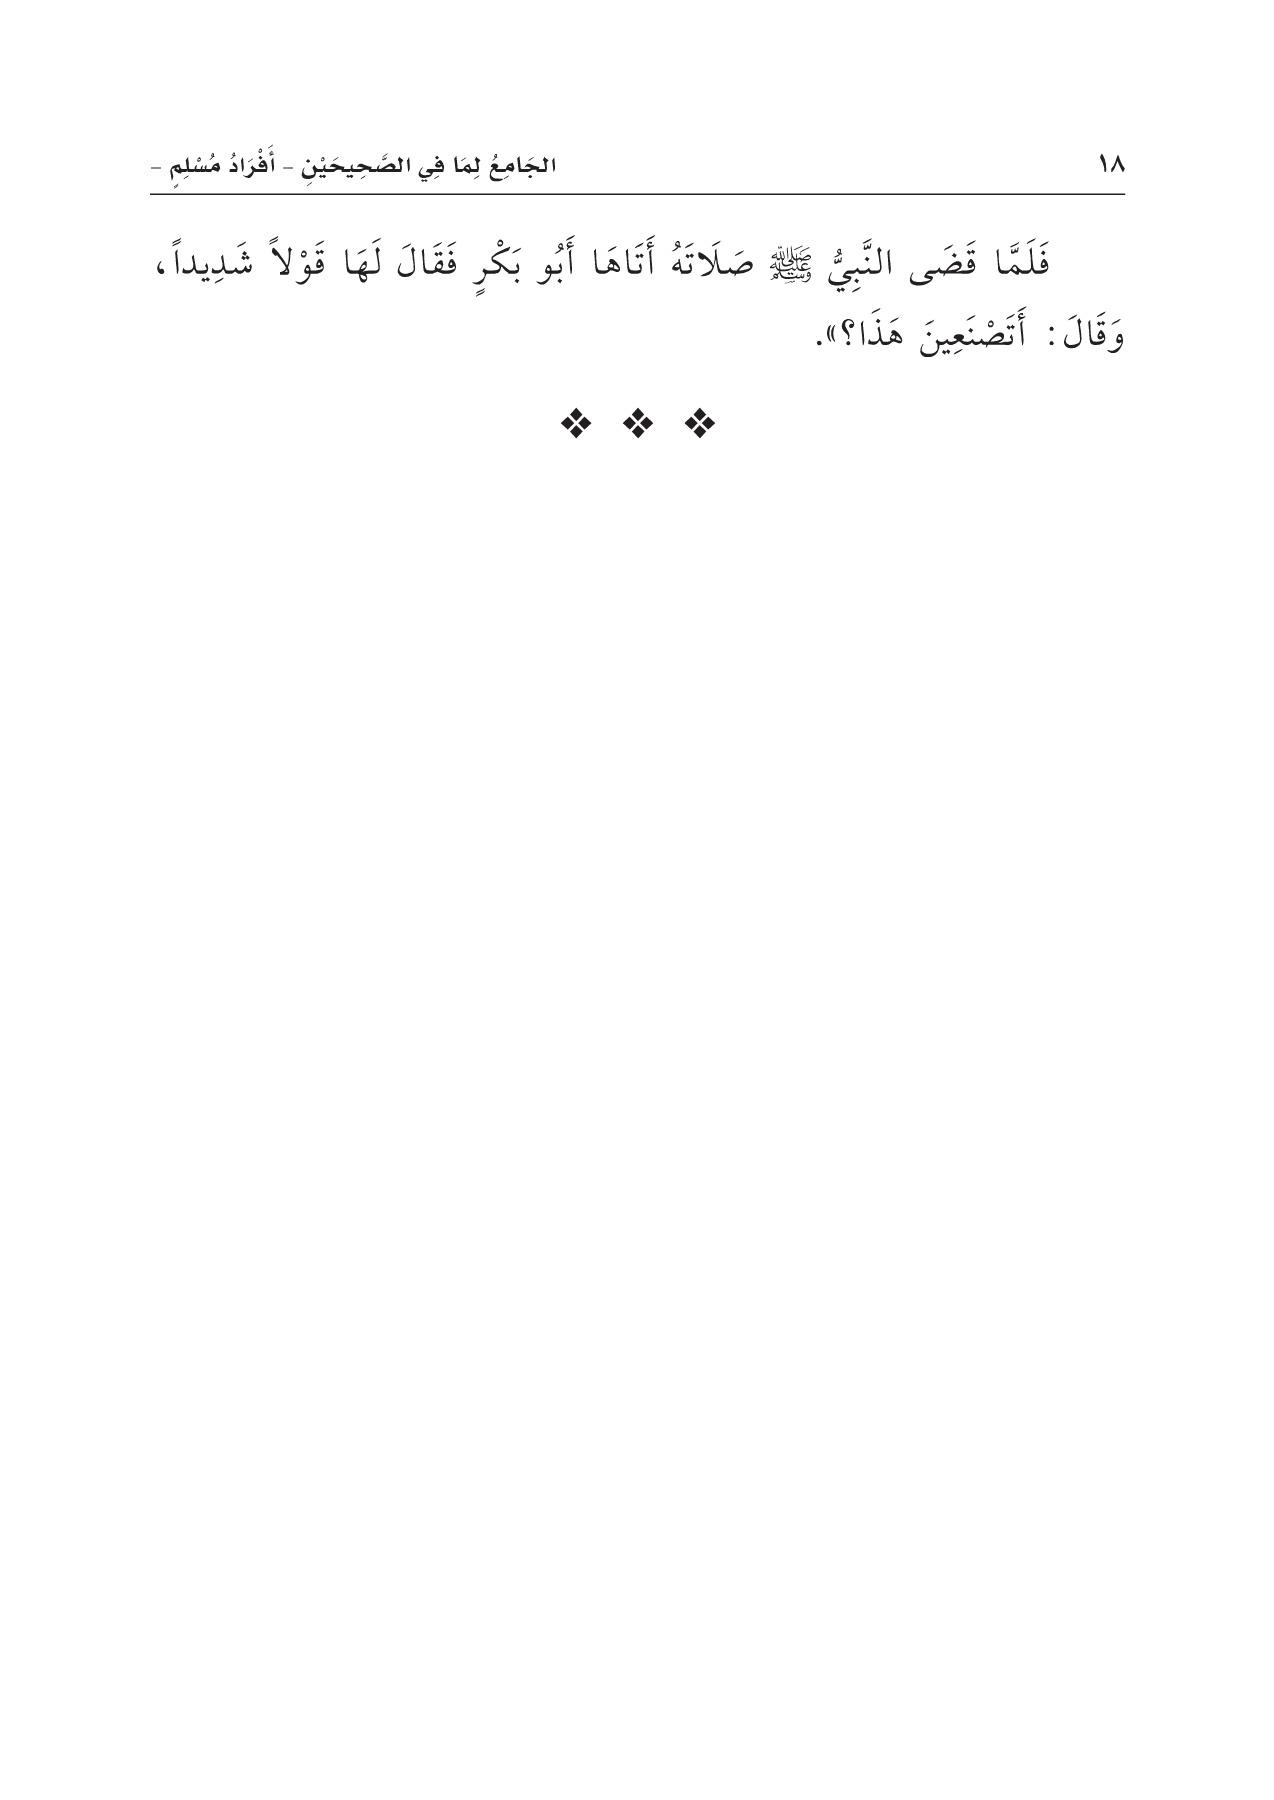 ١٨ الجَامِعُ لِمَا فِي الصَّحِيحَيْنِ - أَفْرَادُ مُسْلِمٍ -
فَلَمَّا قَضَى النَّبِيُّ ﷺ صَلَاتَهُ أَتَاهَا أَبُو بَكْرٍ فَقَالَ لَهَا قَوْلاً شَدِيداً،
وَقَالَ: أَتَصْنَعِينَ هَذَا؟».